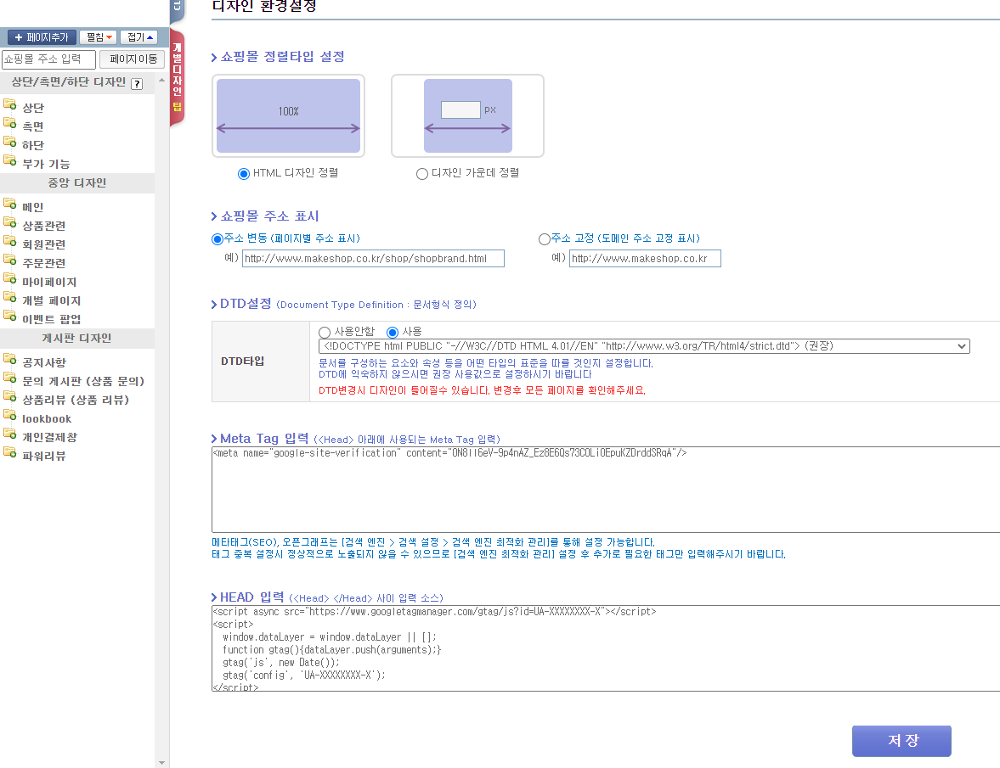 디자인 환경설정
+ 페이지추가 펼침▼ 접기▲
쇼핑몰 주소 입력 페이지이동
상단/측면/하단 디자인 ?
상단
측면
하단
부가 기능
중앙 디자인
메인
상품관련
회원관련
주문관련
마이페이지
개별 페이지
이벤트 팝업
게시판 디자인
공지사항
문의 게시판 (상품 문의)
상품리뷰 (상품 리뷰)
lookbook
개인결제창
파워리뷰
개별디자인 팁
쇼핑몰 정렬타입 설정
100%
px
HTML 디자인 정렬
디자인 가운데 정렬
쇼핑몰 주소 표시
주소 변동 (페이지별 주소 표시)
예) http://www.makeshop.co.kr/shop/shopbrand.html
주소 고정 (도메인 주소 고정 표시)
예) http://www.makeshop.co.kr
DTD설정 (Document Type Definition : 문서형식 정의)
DTD타입
사용안함 사용
<!DOCTYPE html PUBLIC "-//W3C//DTD HTML 4.01//EN" "http://www.w3.org/TR/html4/strict.dtd"> (권장)
문서를 구성하는 요소와 속성 등을 어떤 타입의 표준을 따를 것인지 설정합니다.
DTD에 익숙하지 않으시면 권장 사용값으로 설정하시기 바랍니다
DTD변경시 디자인이 틀어질수 있습니다. 변경후 모든 페이지를 확인해주세요.
Meta Tag 입력 (<Head> 아래에 사용되는 Meta Tag 입력)
<meta name="google-site-verification" content=
메타태그(SEO), 오픈그래프는 [검색 엔진 > 검색 설정 > 검색 엔진 최적화 관리]를 통해 설정 가능합니다.
태그 중복 설정시 정상적으로 노출되지 않을 수 있으므로 [검색 엔진 최적화 관리] 설정 후 추가로 필요한 태그만 입력해주시기 바랍니다.
HEAD 입력 (<Head> </Head> 사이 입력 소스)
<script async src="https://www.googletagmanager.com/gtag/js?id=UA-XXXXXXXX-X"></script>
<script>
window.dataLayer = window.dataLayer || [];
function gtag(){dataLayer.push(arguments);}
gtag('js', new Date());
gtag('config', 'UA-XXXXXXXX-X');
</script>
저장